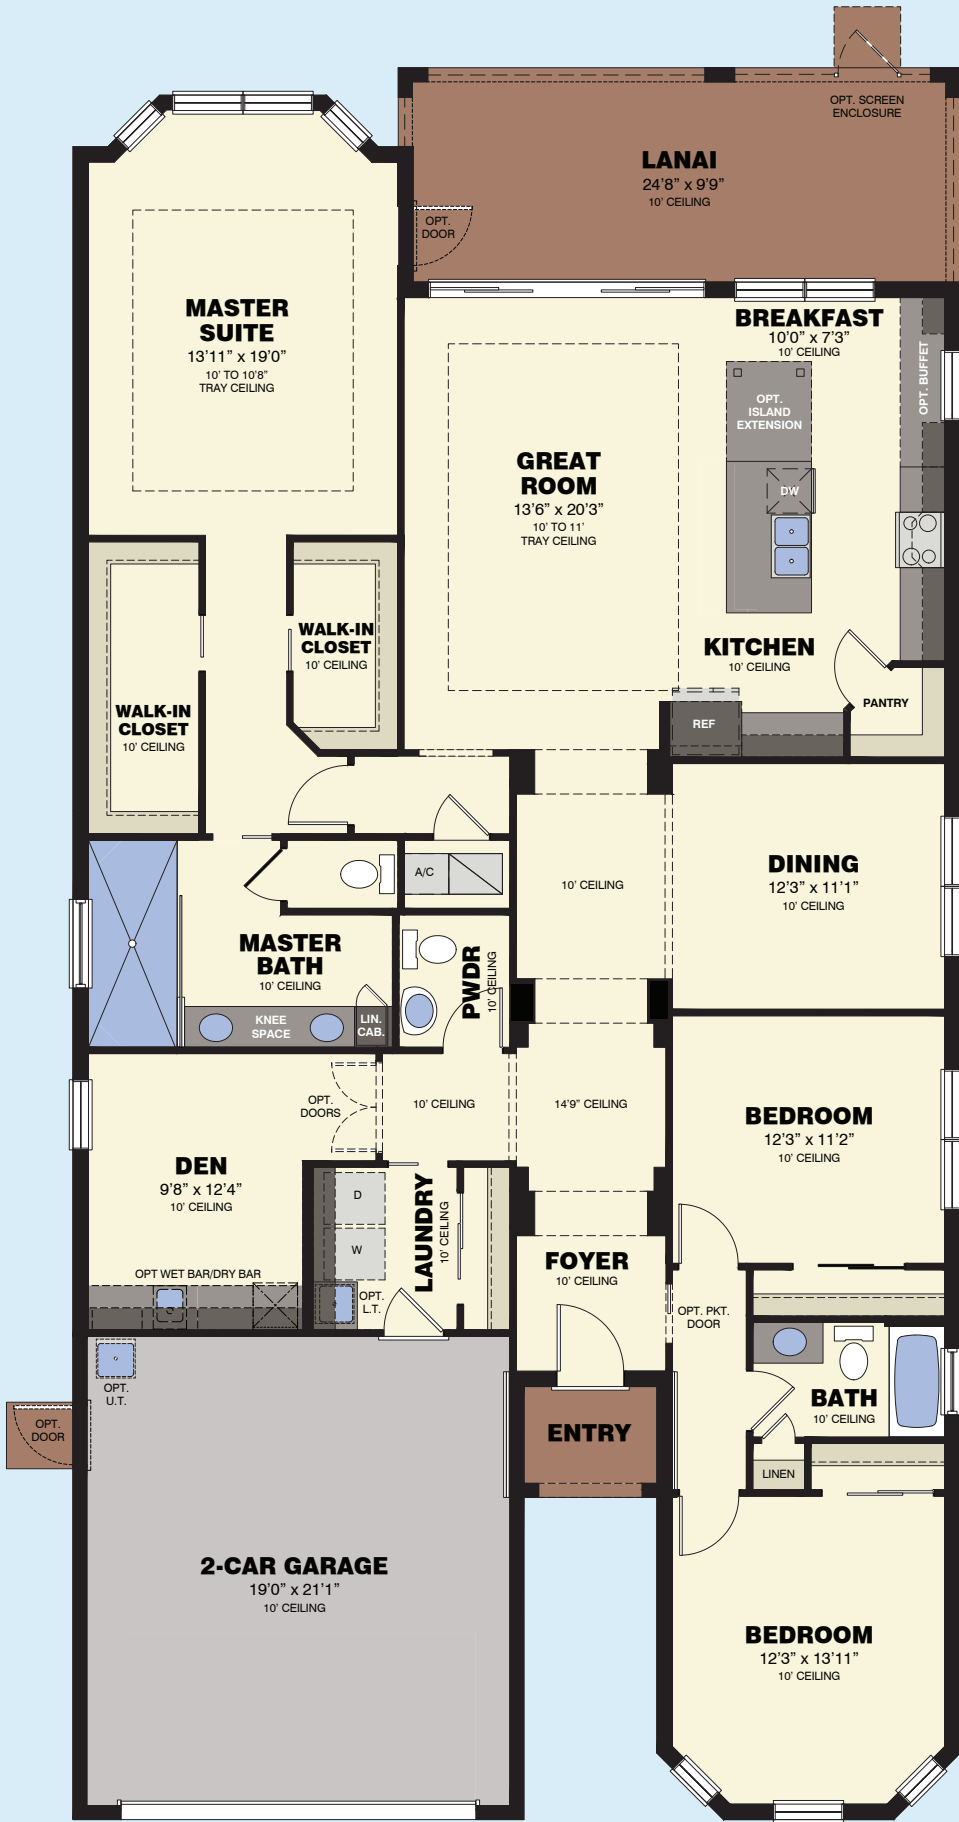 OPT. SCREEN
ENCLOSURE
LANAI
24'8" x 9'9"
10' CEILING
OPT.
DOOR
MASTER
SUITE
13'11" x 19'0"
10' TO 10'8"
TRAY CEILING
BREAKFAST
10'0" x 7'3"
10' CEILING
OPT. BUFFET
OPT.
ISLAND
EXTENSION
GREAT
ROOM
13'6" x 20'3"
10' TO 11'
TRAY CEILING
DW
WALK-IN
CLOSET
10' CEILING
KITCHEN
10' CEILING
WALK-IN
CLOSET
10' CEILING
PANTRY
REF
DINING
12'3" x 11'1"
10' CEILING
A/C
10' CEILING
MASTER
BATH
10' CEILING
PWDR
10' CEILING
KNEE
SPACE
LIN.
CAB.
OPT.
DOORS
10' CEILING
14'9" CEILING
BEDROOM
12'3" x 11'2"
10' CEILING
DEN
9'8" x 12'4"
10' CEILING
D
W
LAUNDRY
10' CEILING
FOYER
10' CEILING
OPT WET BAR/DRY BAR
OPT.
L.T.
OPT. PKT.
DOOR
OPT.
U.T.
BATH
10' CEILING
OPT.
DOOR
ENTRY
LINEN
2-CAR GARAGE
19'0" x 21'1"
10' CEILING
BEDROOM
12'3" x 13'11"
10' CEILING